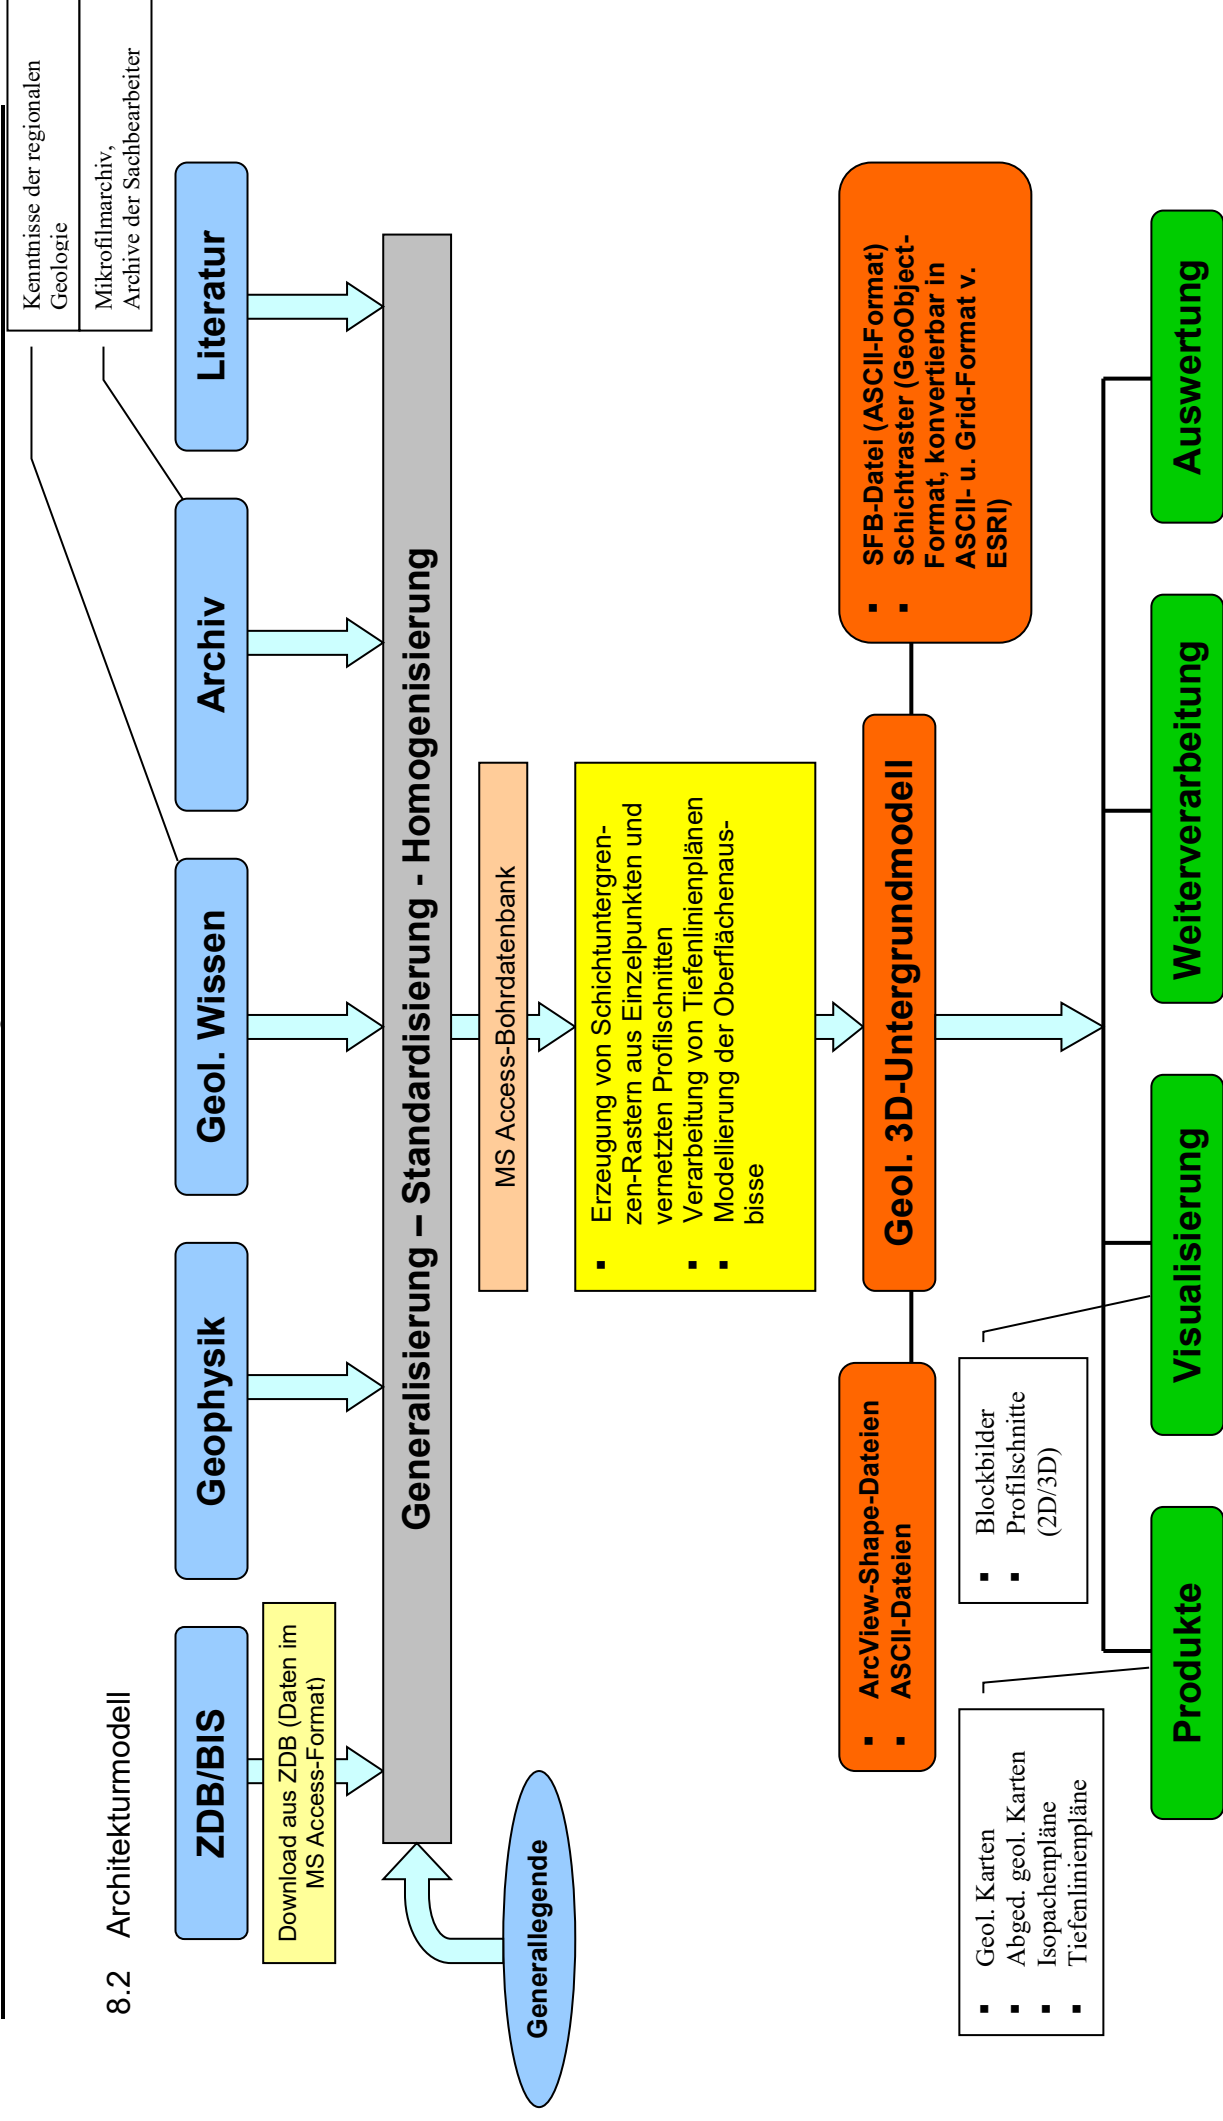 8.2 Architekturmodell
Kenntnisse der regionalen
Geologie
Mikrofilmarchiv,
Archive der Sachbearbeiter
ZDB/BIS
Geophysik
Geol. Wissen
Archiv
Literatur
Download aus ZDB (Daten im
MS Access-Format)
Generalisierung – Standardisierung - Homogenisierung
Generallegende
MS Access-Bohrdatenbank
▪ Erzeugung von Schichtuntergren-
zen-Rastern aus Einzelpunkten und
vernetzten Profilschnitten
▪ Verarbeitung von Tiefenlinienplänen
▪ Modellierung der Oberflächenaus-
bisse
▪ ArcView-Shape-Dateien
▪ ASCII-Dateien
Geol. 3D-Untergrundmodell
▪ SFB-Datei (ASCII-Format)
▪ Schichtraster (GeoObject-
Format, konvertierbar in
ASCII- u. Grid-Format v.
ESRI)
▪ Geol. Karten
▪ Abged. geol. Karten
▪ Isopachenpläne
▪ Tiefenlinienpläne
▪ Blockbilder
▪ Profilschnitte
(2D/3D)
Produkte
Visualisierung
Weiterverarbeitung
Auswertung